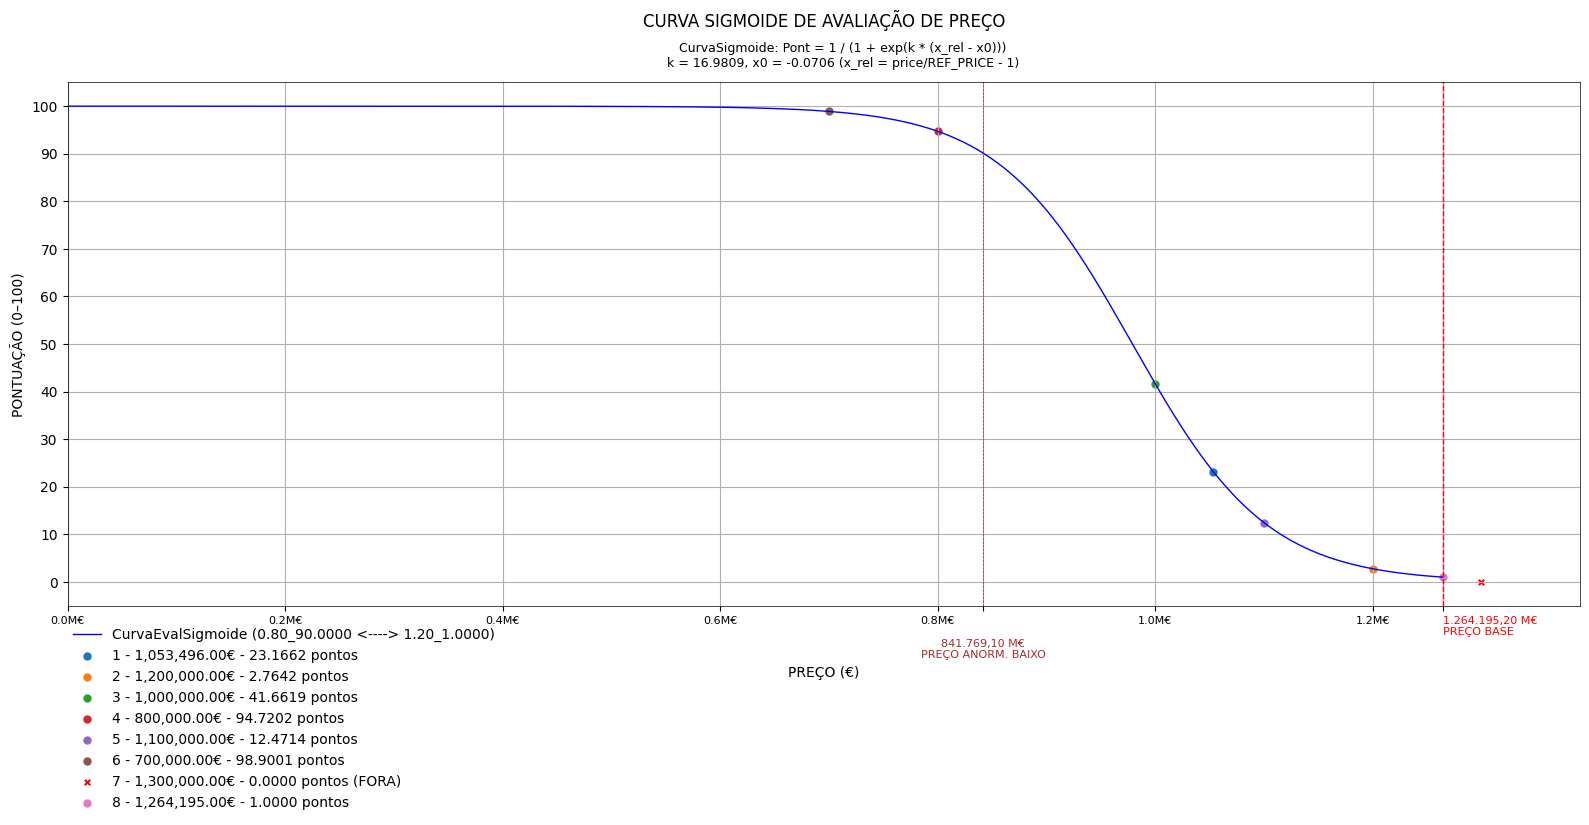 CURVA SIGMOIDE DE AVALIAÇÃO DE PREÇO
CurvaSigmoide: Pont = 1 / (1 + exp(k * (x_rel - x0)))
k = 16.9809, x0 = -0.0706 (x_rel = price/REF_PRICE - 1)
PONTUAÇÃO (0–100)
100
90
80
70
60
50
40
30
20
10
0
0.0M€
0.2M€
0.4M€
0.6M€
0.8M€
1.0M€
1.2M€
1.264.195,20 M€
PREÇO BASE
841.769,10 M€
PREÇO ANORM. BAIXO
PREÇO (€)
CurvaEvalSigmoide (0.80_90.0000 <----> 1.20_1.0000)
1 - 1,053,496.00€ - 23.1662 pontos
2 - 1,200,000.00€ - 2.7642 pontos
3 - 1,000,000.00€ - 41.6619 pontos
4 - 800,000.00€ - 94.7202 pontos
5 - 1,100,000.00€ - 12.4714 pontos
6 - 700,000.00€ - 98.9001 pontos
7 - 1,300,000.00€ - 0.0000 pontos (FORA)
8 - 1,264,195.00€ - 1.0000 pontos